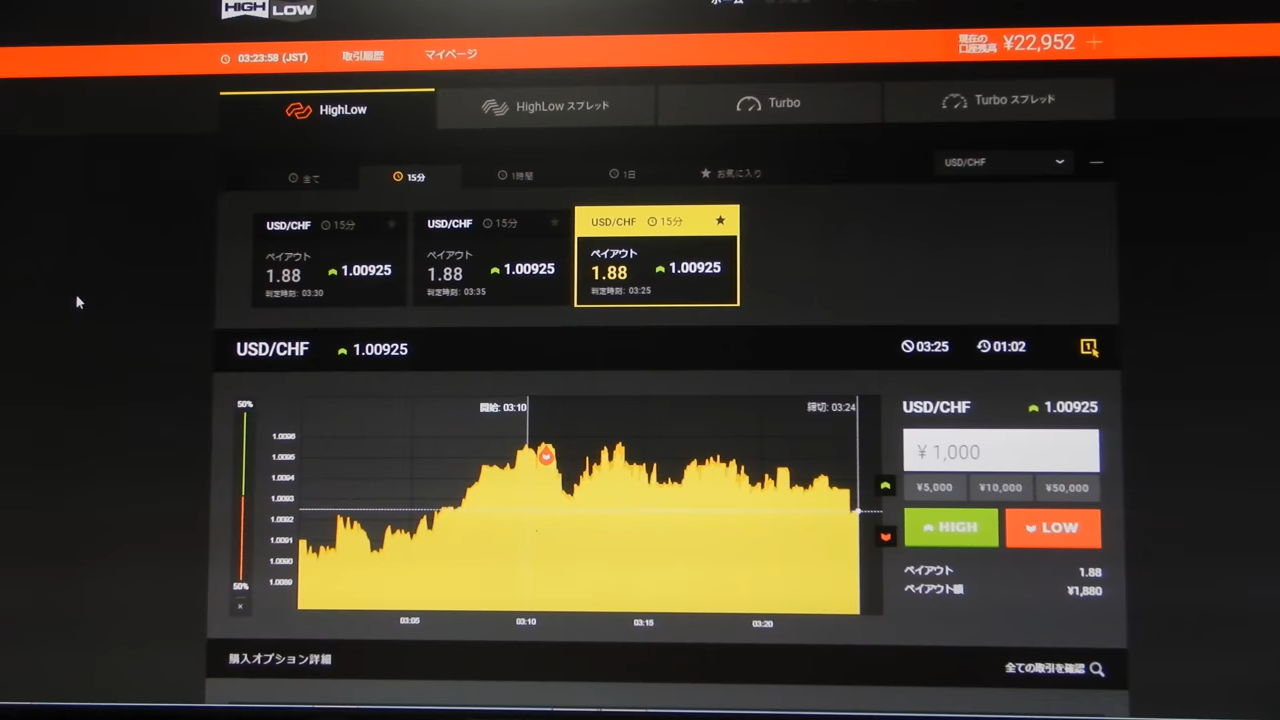 HIGH LOW
ホーム
03:23:58 (JST) 取引履歴 マイページ 現在の口座残高 ¥22,952 +
HighLow HighLow スプレッド Turbo Turbo スプレッド
全て 15分 1時間 1日 お気に入り USD/CHF
USD/CHF 15分
ペイアウト
1.88 1.00925
判定時刻: 03:30
USD/CHF 15分
ペイアウト
1.88 1.00925
判定時刻: 03:35
USD/CHF 15分
ペイアウト
1.88 1.00925
判定時刻: 03:25
USD/CHF 1.00925 03:25 01:02
50%
50%
×
開始: 03:10 締切: 03:24
1.0096
1.0095
1.0094
1.0093
1.0092
1.0091
1.0090
1.0089
03:05 03:10 03:15 03:20
USD/CHF 1.00925
¥ 1,000
¥5,000 ¥10,000 ¥50,000
HIGH LOW
ペイアウト 1.88
ペイアウト額 ¥1,880
購入オプション詳細 全ての取引を確認